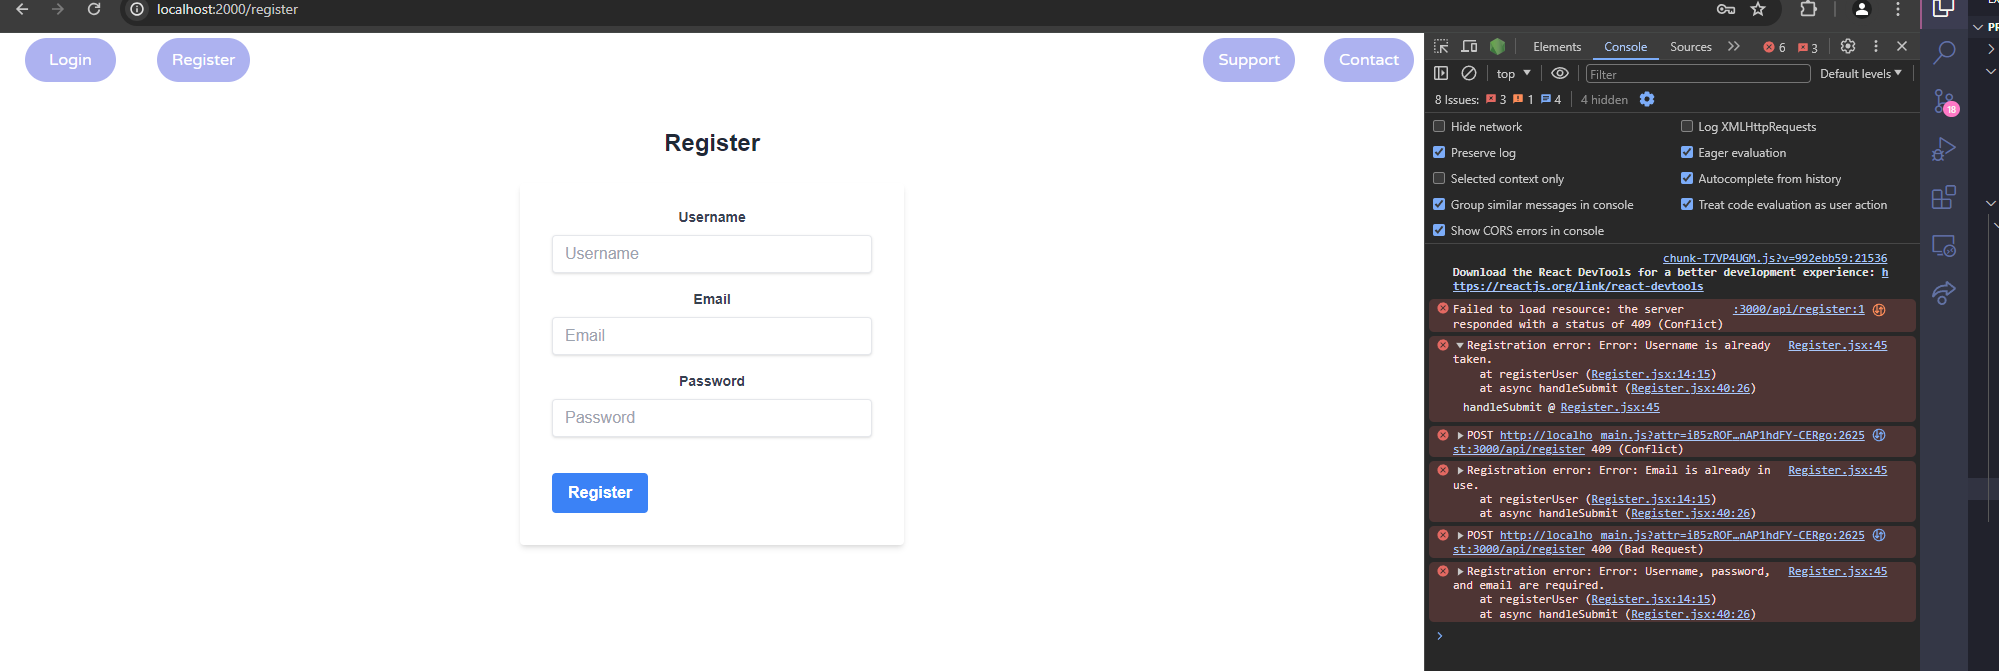 localhost:2000/register
Login
Register
Support
Contact
Register
Username
Username
Email
Email
Password
Password
Register
Elements
Console
Sources
6
3
top
Filter
Default levels
8 Issues:
3
1
4
4 hidden
Hide network
Log XMLHttpRequests
Preserve log
Eager evaluation
Selected context only
Autocomplete from history
Group similar messages in console
Treat code evaluation as user action
Show CORS errors in console
chunk-T7VP4UGM.js?v=992ebb59:21536
Download the React DevTools for a better development experience: h
ttps://reactjs.org/link/react-devtools
Failed to load resource: the server :3000/api/register:1
responded with a status of 409 (Conflict)
Registration error: Error: Username is already Register.jsx:45
taken.
at registerUser (Register.jsx:14:15)
at async handleSubmit (Register.jsx:40:26)
handleSubmit @ Register.jsx:45
POST http://localho main.js?attr=iB5zROF…nAP1hdFY-CERgo:2625
st:3000/api/register 409 (Conflict)
Registration error: Error: Email is already in Register.jsx:45
use.
at registerUser (Register.jsx:14:15)
at async handleSubmit (Register.jsx:40:26)
POST http://localho main.js?attr=iB5zROF…nAP1hdFY-CERgo:2625
st:3000/api/register 400 (Bad Request)
Registration error: Error: Username, password, Register.jsx:45
and email are required.
at registerUser (Register.jsx:14:15)
at async handleSubmit (Register.jsx:40:26)
18